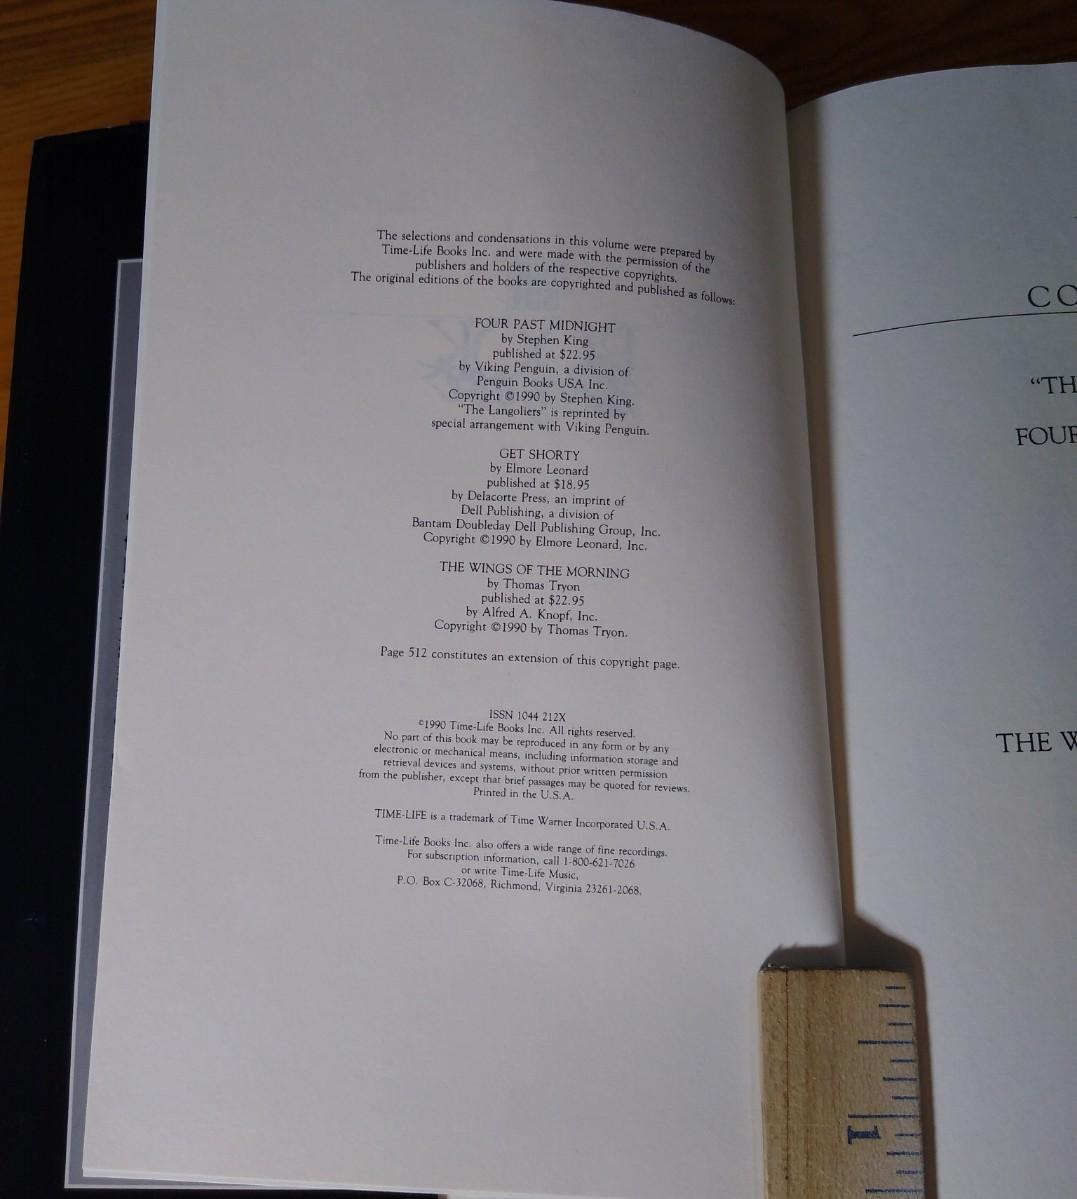 The selections and condensations in this volume were prepared by
Time-Life Books Inc. and were made with the permission of the
publishers and holders of the respective copyrights.
The original editions of the books are copyrighted and published as follows:
FOUR PAST MIDNIGHT
by Stephen King
published at $22.95
by Viking Penguin, a division of
Penguin Books USA Inc.
Copyright ©1990 by Stephen King.
"The Langoliers" is reprinted by
special arrangement with Viking Penguin.
GET SHORTY
by Elmore Leonard
published at $18.95
by Delacorte Press, an imprint of
Dell Publishing, a division of
Bantam Doubleday Dell Publishing Group, Inc.
Copyright ©1990 by Elmore Leonard, Inc.
THE WINGS OF THE MORNING
by Thomas Tryon
published at $22.95
by Alfred A. Knopf, Inc.
Copyright ©1990 by Thomas Tryon.
Page 512 constitutes an extension of this copyright page.
ISSN 1044 212X
©1990 Time-Life Books Inc. All rights reserved.
No part of this book may be reproduced in any form or by any
electronic or mechanical means, including information storage and
retrieval devices and systems, without prior written permission
from the publisher, except that brief passages may be quoted for reviews.
Printed in the U.S.A.
TIME-LIFE is a trademark of Time Warner Incorporated U.S.A.
Time-Life Books Inc. also offers a wide range of fine recordings.
For subscription information, call 1-800-621-7026
or write Time-Life Music,
P.O. Box C-32068, Richmond, Virginia 23261-2068.
CO
"TH
FOUR
THE W
1